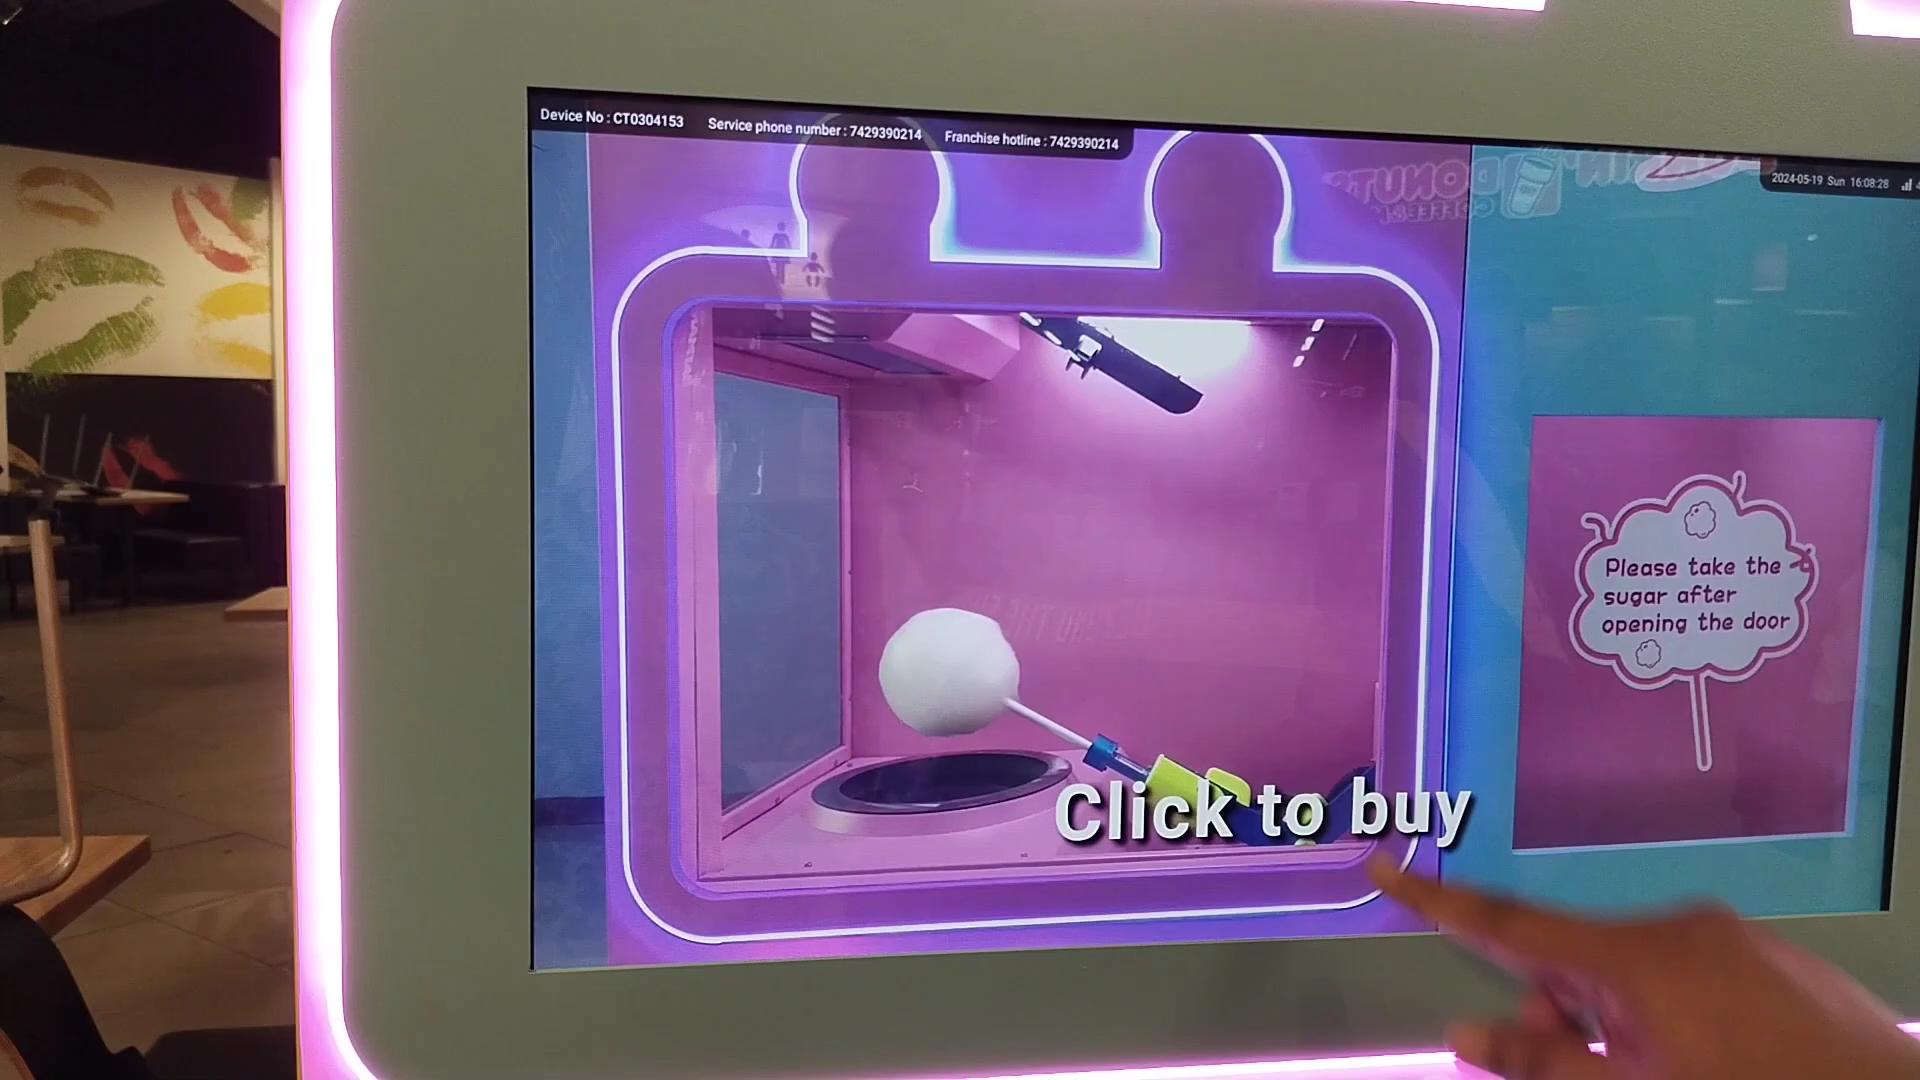 Device No : CT0304153 Service phone number : 7429390214 Franchise hotline : 7429390214
2024-05-19 Sun 16:08:28
DONUTS
Please take the
sugar after
opening the door
Click to buy